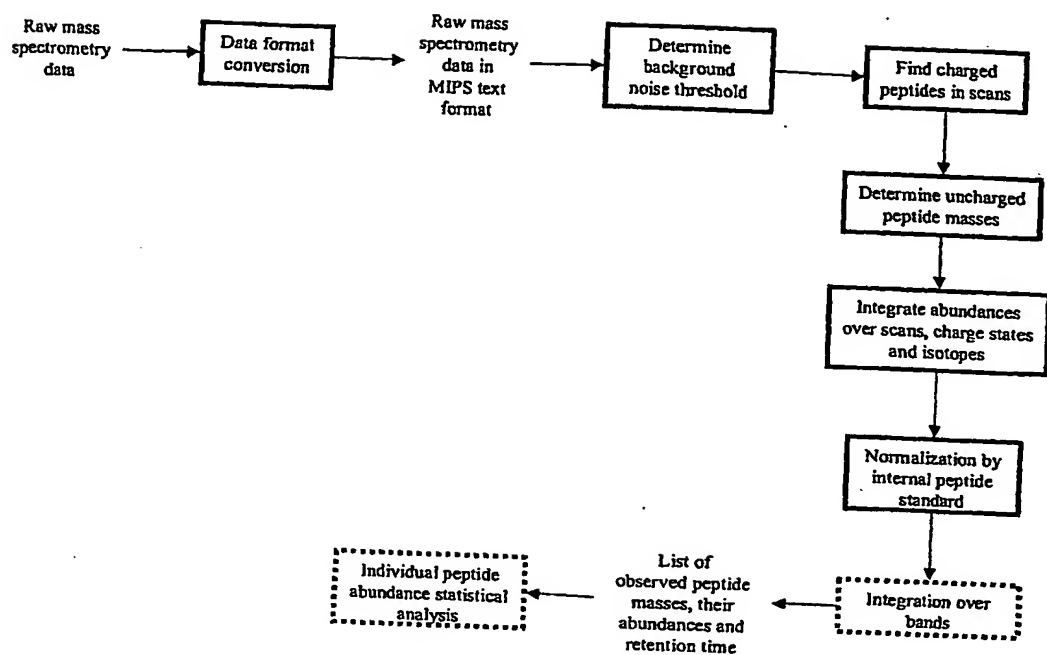 Raw mass
spectrometry
data
Data format
conversion
Raw mass
spectrometry
data in
MIPS text
format
Determine
background
noise threshold
Find charged
peptides in scans
Determine uncharged
peptide masses
Integrate abundances
over scans, charge states
and isotopes
Normalization by
internal peptide
standard
Integration over
bands
List of
observed peptide
masses, their
abundances and
retention time
Individual peptide
abundance statistical
analysis